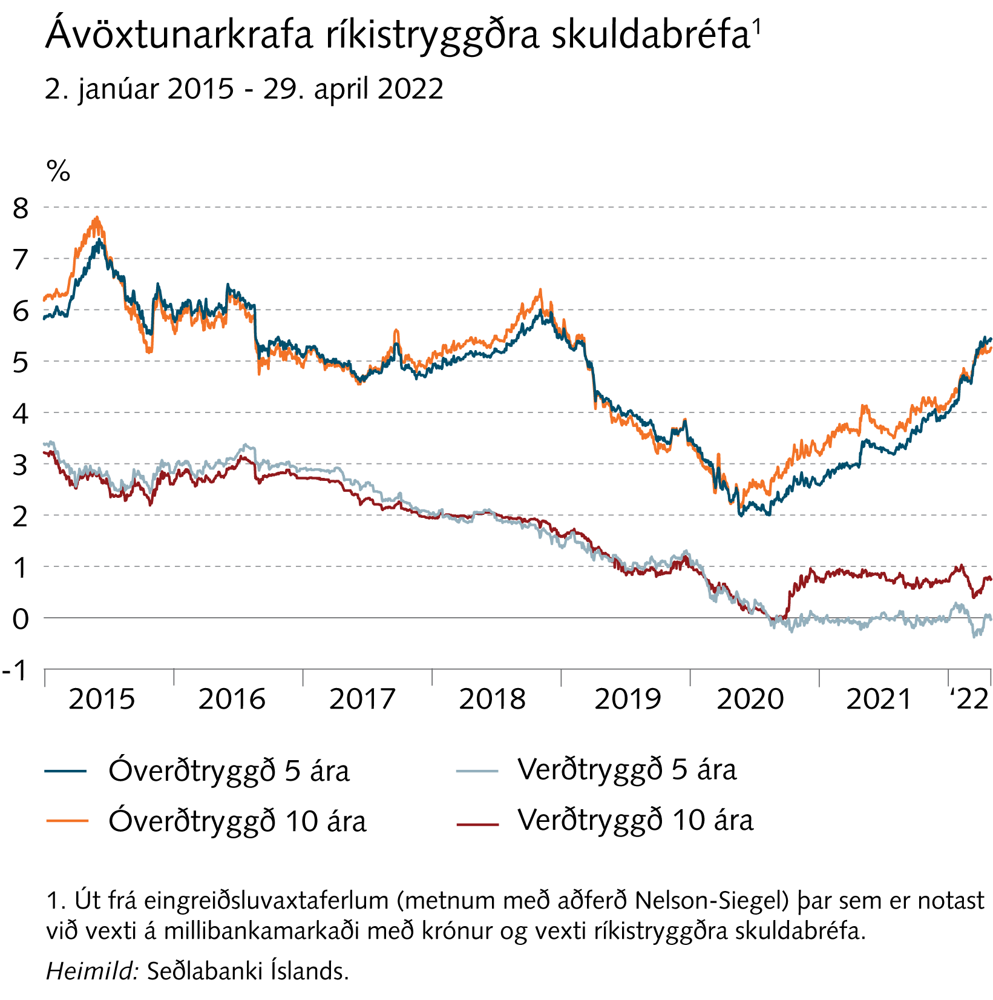 Ávöxtunarkrafa ríkistryggðra skuldabréfa¹
2. janúar 2015 - 29. april 2022
%
8
7
6
5
4
3
2
1
0
-1
2015 2016 2017 2018 2019 2020 2021 ‘22
Óverðtryggð 5 ára Verðtryggð 5 ára
Óverðtryggð 10 ára Verðtryggð 10 ára
1. Út frá eingreiðsluvaxtaferlum (metnum með aðferð Nelson-Siegel) þar sem er notast
við vexti á millibankamarkaði með krónur og vexti ríkistryggðra skuldabréfa.
Heimild: Seðlabanki Íslands.